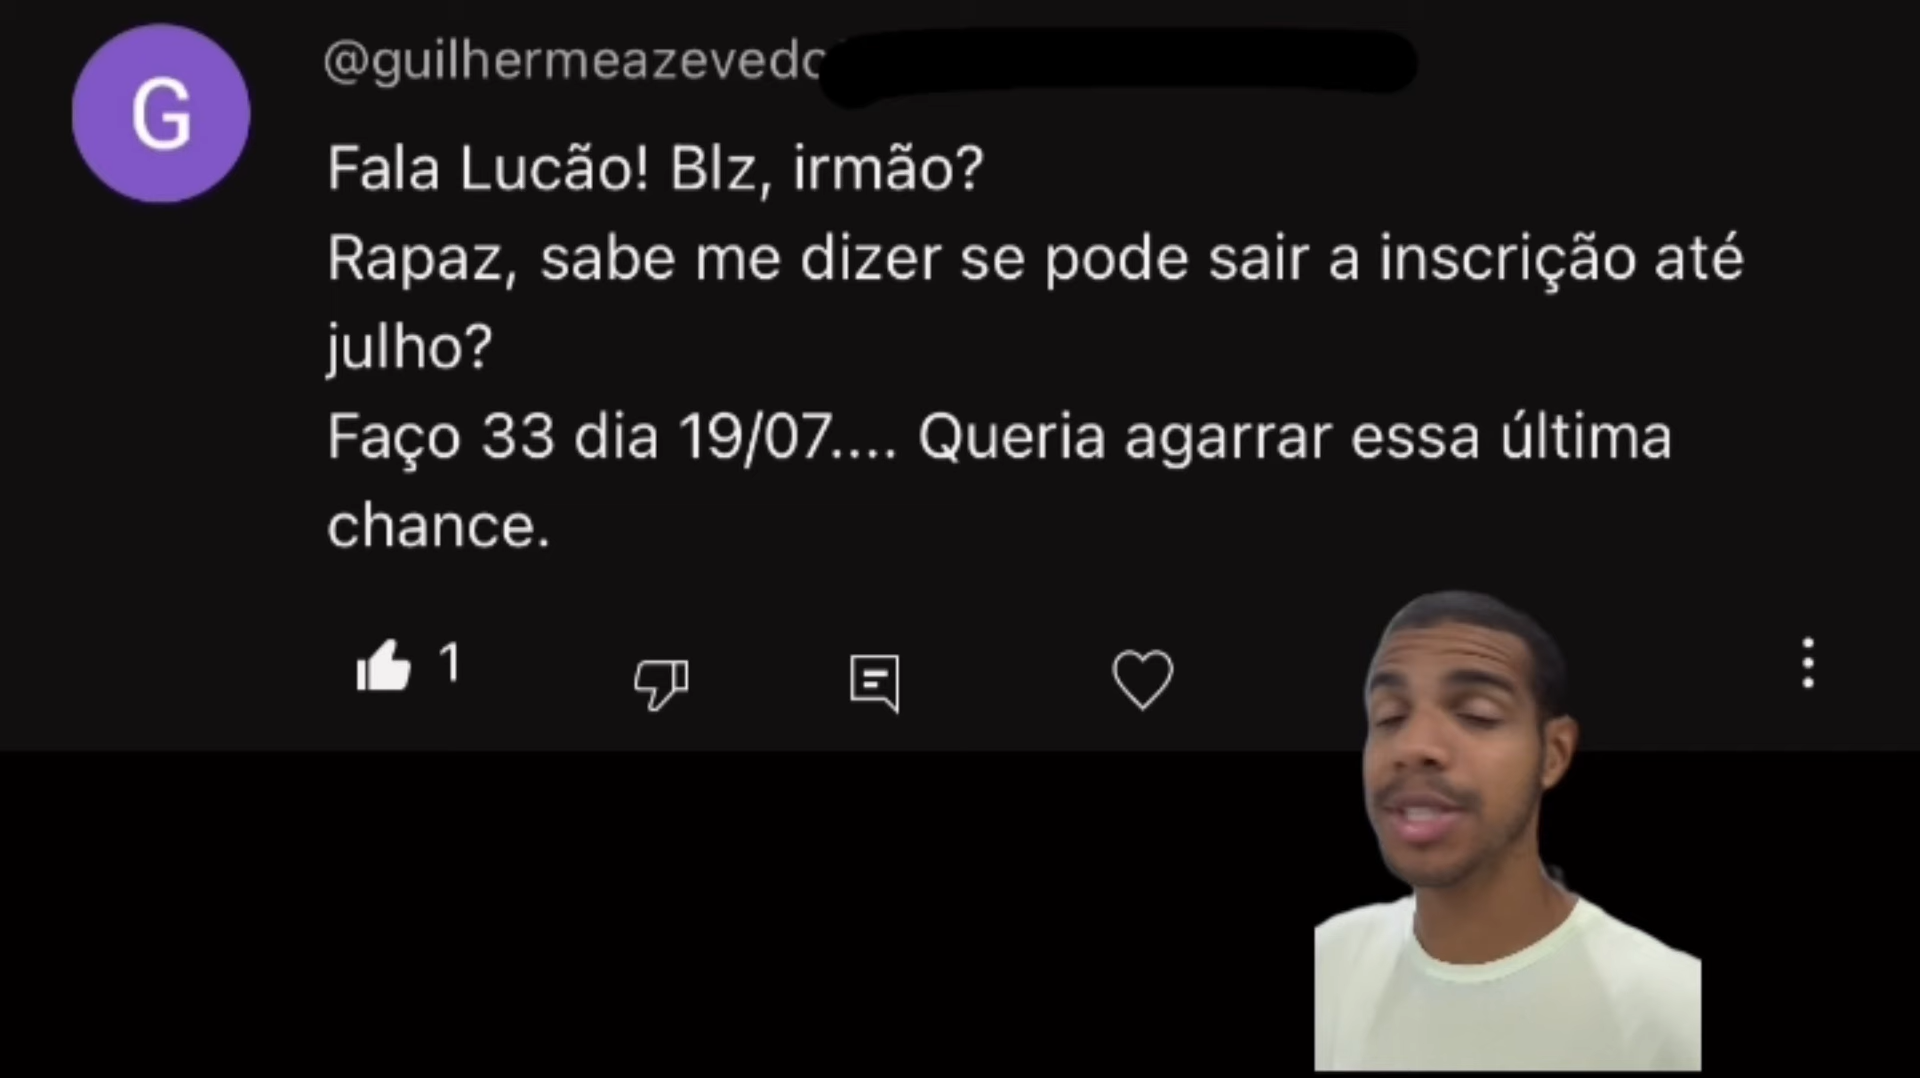 G
@guilhermeazevedo
Fala Lucão! Blz, irmão?
Rapaz, sabe me dizer se pode sair a inscrição até
julho?
Faço 33 dia 19/07.... Queria agarrar essa última
chance.
1